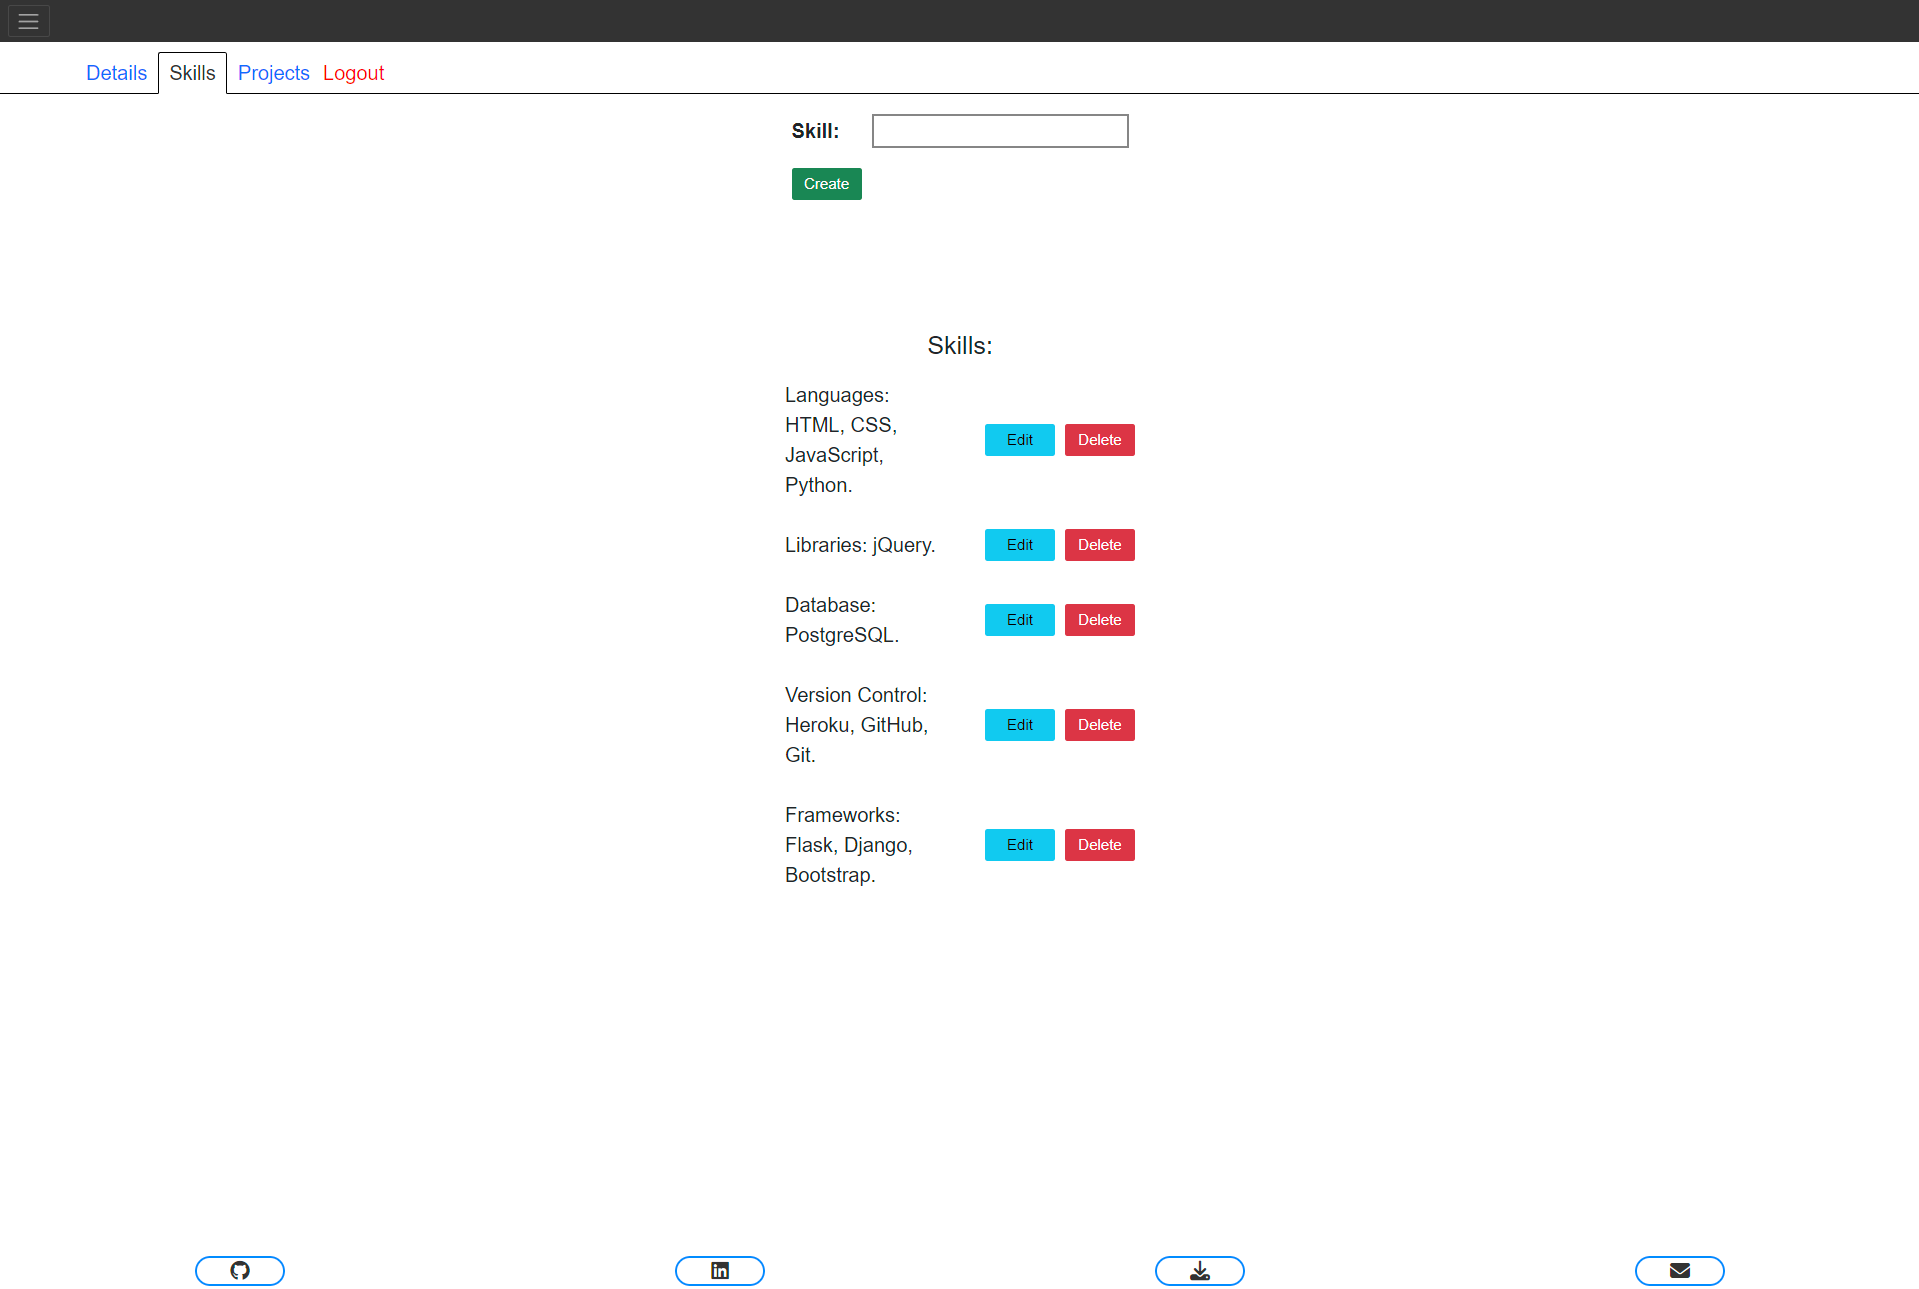 Details Skills Projects Logout
Skill:
Create
Skills:
Languages:
HTML, CSS,
JavaScript,
Python.
Edit Delete
Libraries: jQuery.
Edit Delete
Database:
PostgreSQL.
Edit Delete
Version Control:
Heroku, GitHub,
Git.
Edit Delete
Frameworks:
Flask, Django,
Bootstrap.
Edit Delete
in